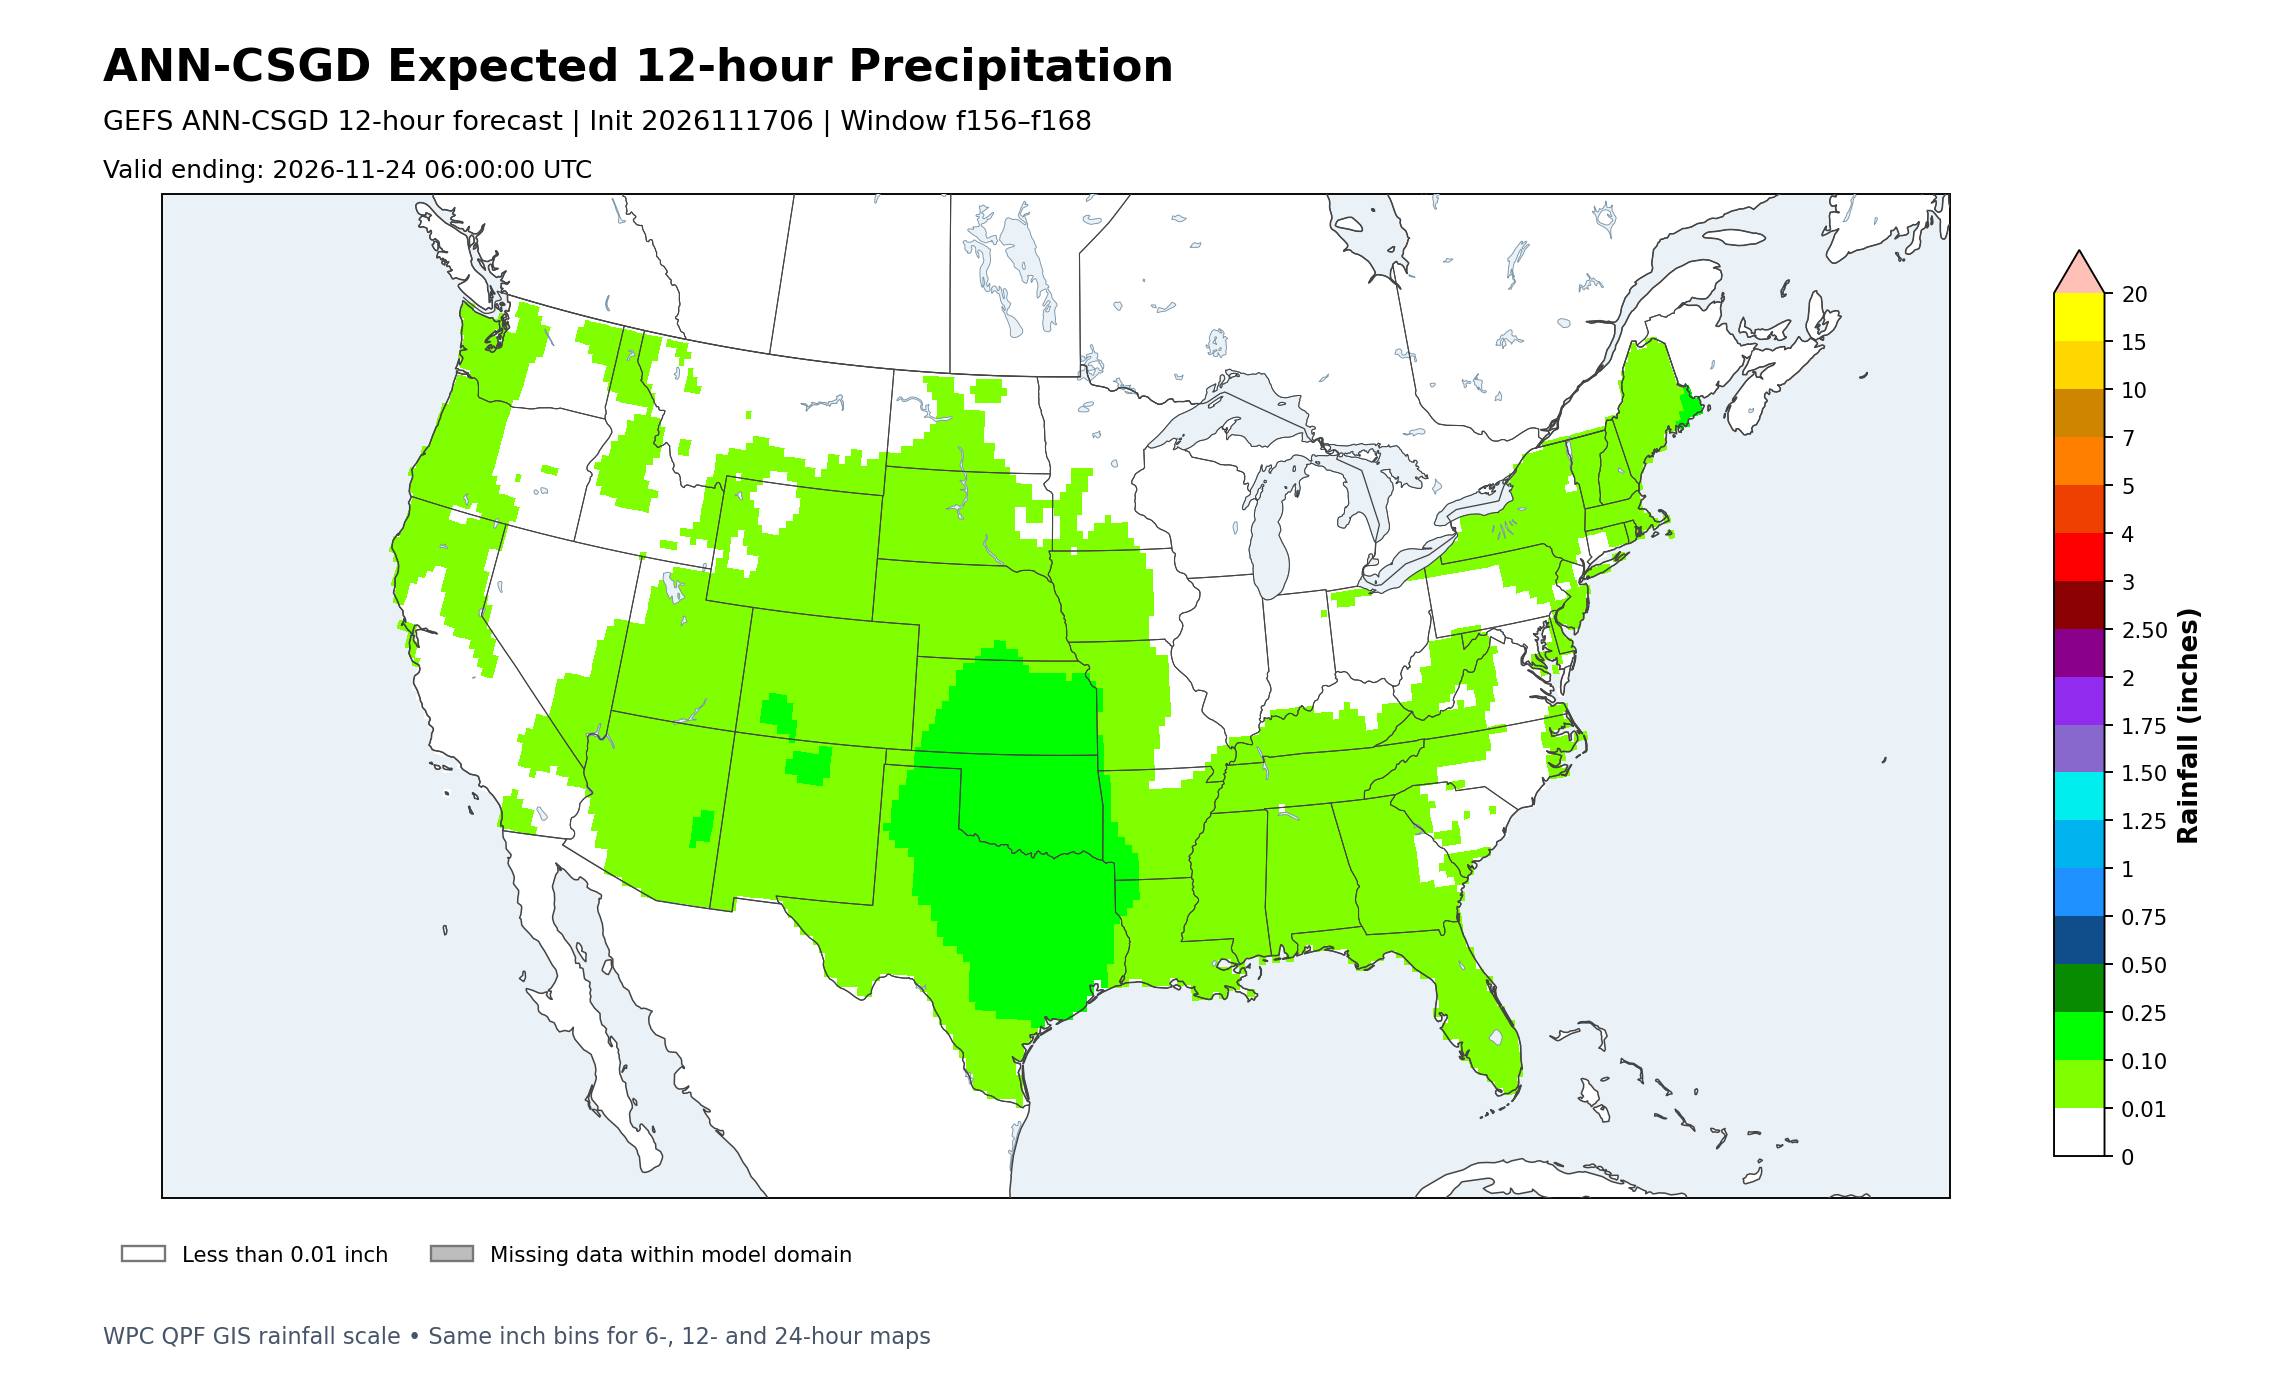 ANN-CSGD Expected 12-hour Precipitation
GEFS ANN-CSGD 12-hour forecast | Init 2026111706 | Window f156–f168
Valid ending: 2026-11-24 06:00:00 UTC
20
15
10
7
5
4
3
2.50
2
1.75
1.50
1.25
1
0.75
0.50
0.25
0.10
0.01
0
Rainfall (inches)
Less than 0.01 inch
Missing data within model domain
WPC QPF GIS rainfall scale • Same inch bins for 6-, 12- and 24-hour maps